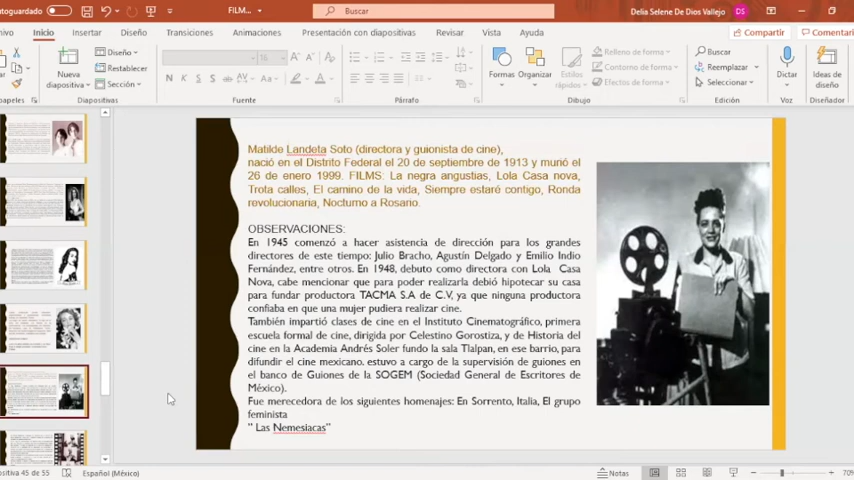 utoguardado
FILM...
Buscar
Delia Selene De Dios Vallejo
DS
Inicio
Insertar
Diseño
Transiciones
Animaciones
Presentación con diapositivas
Revisar
Vista
Ayuda
Compartir
Comentari
Nueva
diapositiva
Diseño
Restablecer
Sección
Formas
Organizar
Estilos
rápidos
Relleno de forma
Contorno de forma
Efectos de forma
Buscar
Reemplazar
Seleccionar
Dictar
Ideas de
diseño
papeles
Diapositivas
Fuente
Párrafo
Dibujo
Edición
Voz
Diseñador
Matilde Landeta Soto (directora y guionista de cine),
nació en el Distrito Federal el 20 de septiembre de 1913 y murió el
26 de enero 1999. FILMS: La negra angustias, Lola Casa nova,
Trota calles, El camino de la vida, Siempre estaré contigo, Ronda
revolucionaria, Nocturno a Rosario.
OBSERVACIONES:
En 1945 comenzó a hacer asistencia de dirección para los grandes
directores de este tiempo: Julio Bracho, Agustín Delgado y Emilio Indio
Fernández, entre otros. En 1948, debuto como directora con Lola Casa
Nova, cabe mencionar que para poder realizarla debió hipotecar su casa
para fundar productora TACMA S.A de C.V, ya que ninguna productora
confiaba en que una mujer pudiera realizar cine.
También impartió clases de cine en el Instituto Cinematográfico, primera
escuela formal de cine, dirigida por Celestino Gorostiza, y de Historia del
cine en la Academia Andrés Soler fundo la sala Tlalpan, en ese barrio, para
difundir el cine mexicano. estuvo a cargo de la supervisión de guiones en
el banco de Guiones de la SOGEM (Sociedad General de Escritores de
México).
Fue merecedora de los siguientes homenajes: En Sorrento, Italia, El grupo
feminista
" Las Nemesiacas"
positiva 45 de 55
Español (México)
Notas
70%